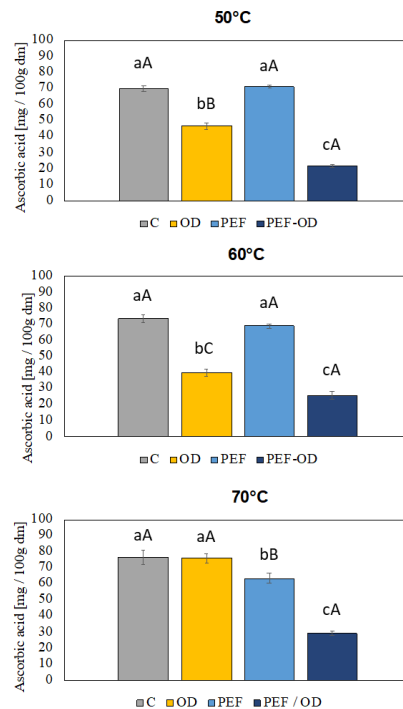 50°C
Ascorbic acid [mg / 100g dm]
100
90
80
70
60
50
40
30
20
10
0
aA
bB
aA
cA
C OD PEF PEF-OD
60°C
Ascorbic acid [mg / 100g dm]
100
90
80
70
60
50
40
30
20
10
0
aA
bC
aA
cA
C OD PEF PEF-OD
70°C
Ascorbic acid [mg / 100g dm]
100
90
80
70
60
50
40
30
20
10
0
aA
aA
bB
cA
C OD PEF PEF / OD